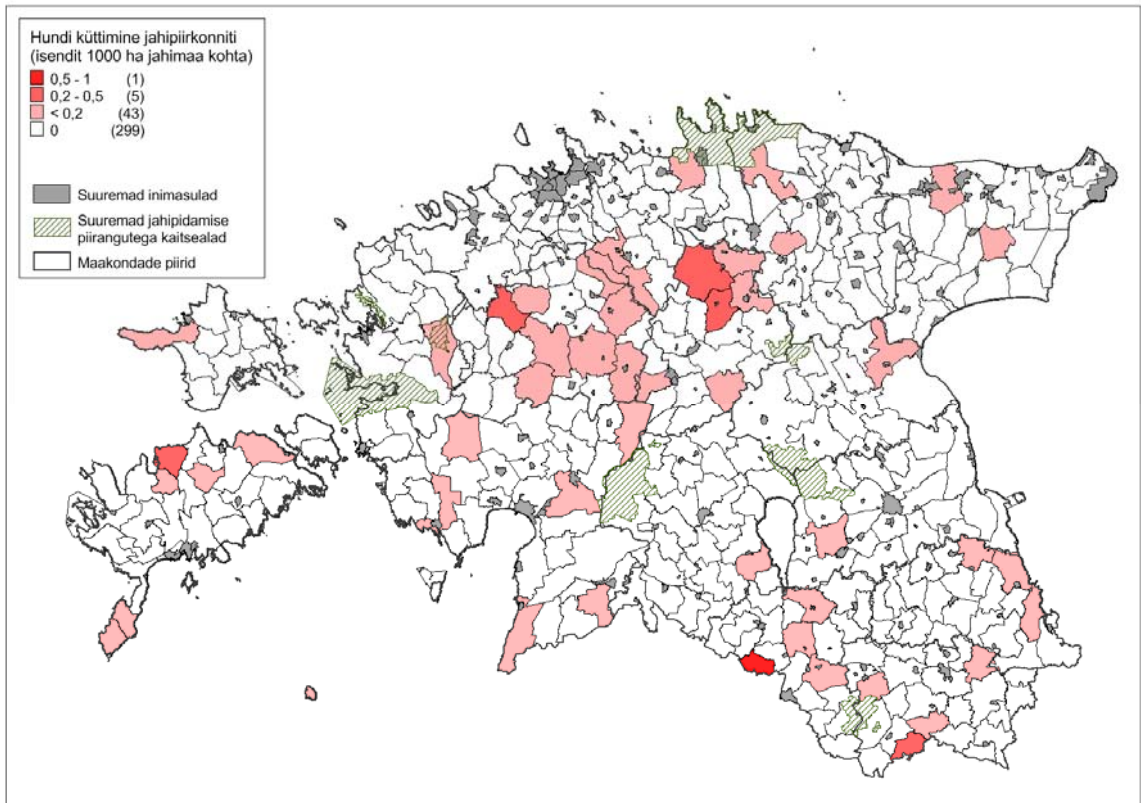 Hundi küttimine jahipiirkonniti
(isendit 1000 ha jahimaa kohta)
0,5 - 1 (1)
0,2 - 0,5 (5)
< 0,2 (43)
0 (299)
Suuremad inimasulad
Suuremad jahipidamise
piirangutega kaitsealad
Maakondade piirid